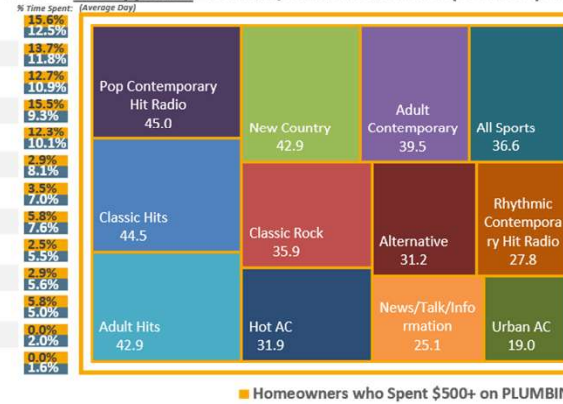 % Time Spent: (Average Day)
15.6%
12.5%
13.7%
11.8%
12.7%
10.9%
15.5%
9.3%
12.3%
10.1%
2.9%
8.1%
3.5%
7.0%
5.8%
7.6%
2.5%
5.5%
2.9%
5.6%
5.8%
5.0%
0.0%
2.0%
0.0%
1.6%
Pop Contemporary
Hit Radio
45.0
New Country
42.9
Adult
Contemporary
39.5
All Sports
36.6
Classic Hits
44.5
Classic Rock
35.9
Alternative
31.2
Rhythmic
Contempora
ry Hit Radio
27.8
Adult Hits
42.9
Hot AC
31.9
News/Talk/Info
rmation
25.1
Urban AC
19.0
Homeowners who Spent $500+ on PLUMBIN